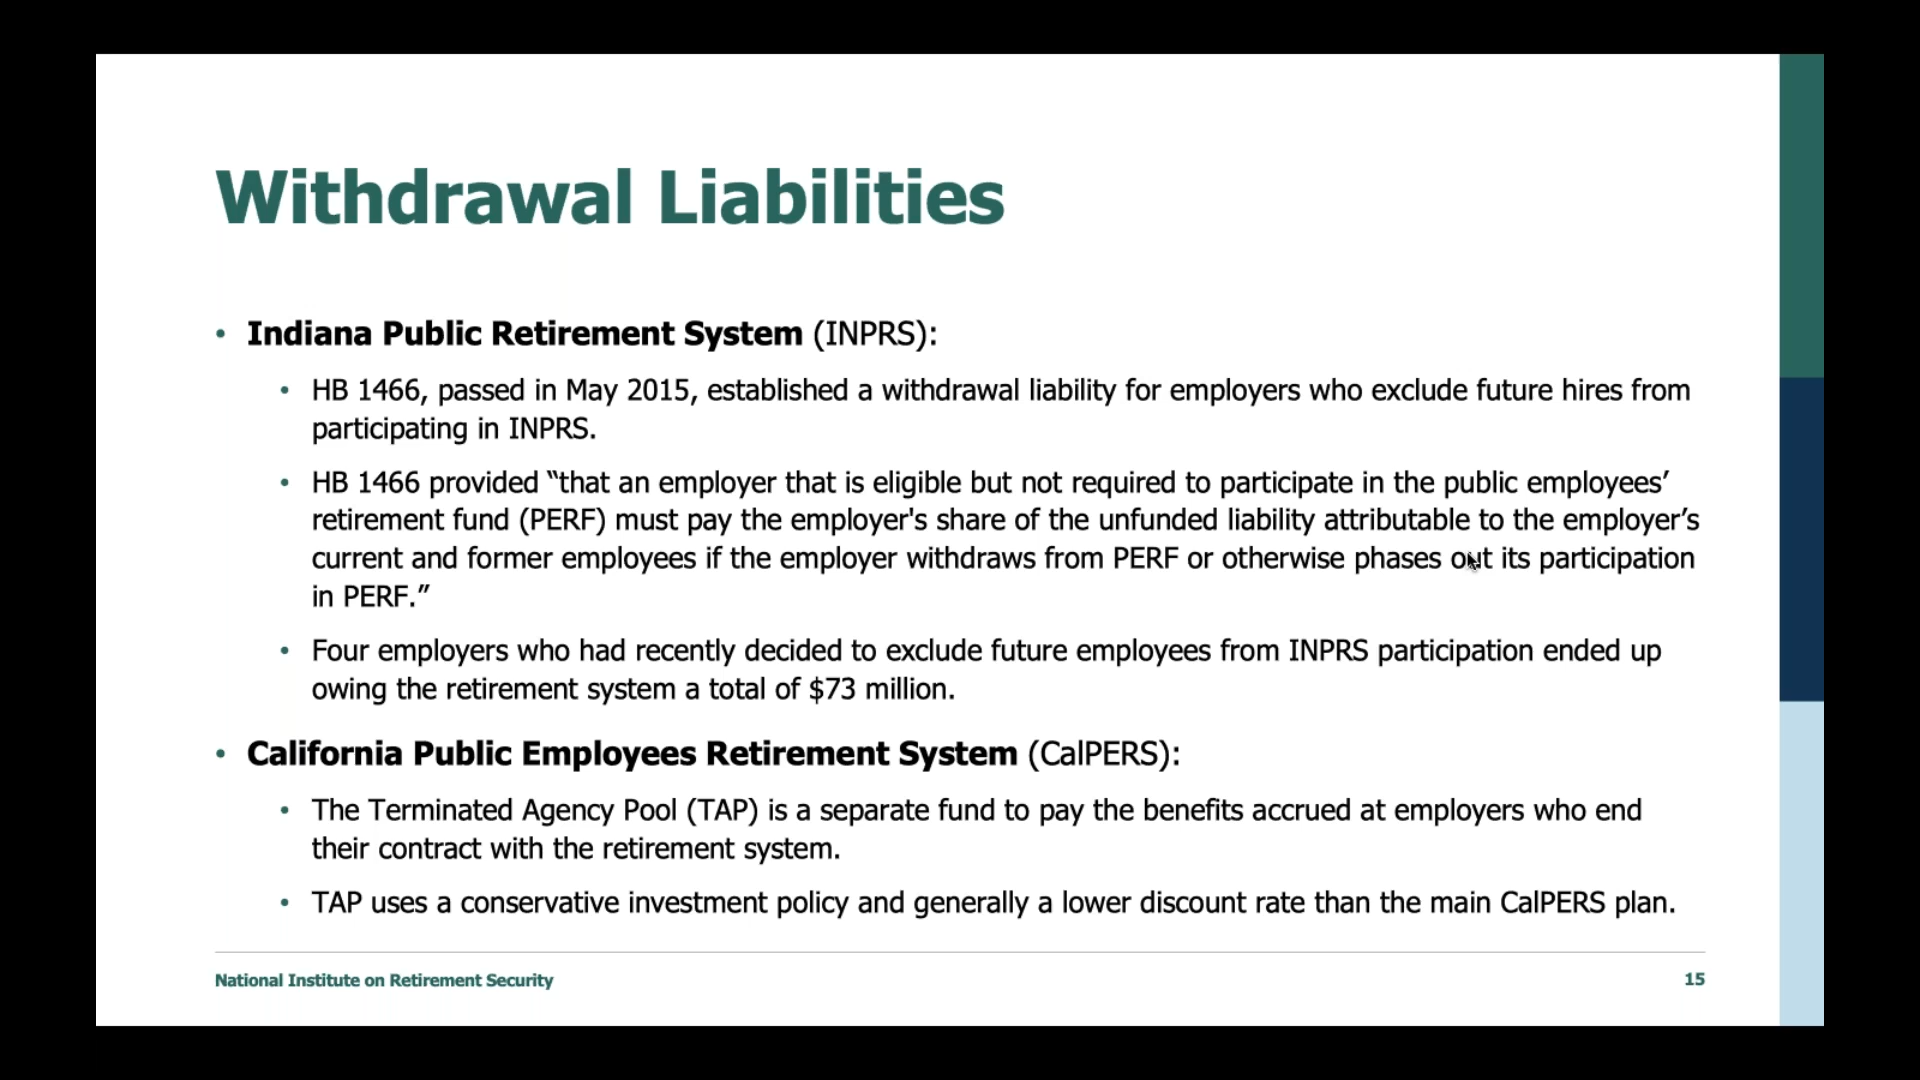 Withdrawal Liabilities
• Indiana Public Retirement System (INPRS):
• HB 1466, passed in May 2015, established a withdrawal liability for employers who exclude future hires from
participating in INPRS.
• HB 1466 provided “that an employer that is eligible but not required to participate in the public employees’
retirement fund (PERF) must pay the employer's share of the unfunded liability attributable to the employer’s
current and former employees if the employer withdraws from PERF or otherwise phases out its participation
in PERF.”
• Four employers who had recently decided to exclude future employees from INPRS participation ended up
owing the retirement system a total of $73 million.
• California Public Employees Retirement System (CalPERS):
• The Terminated Agency Pool (TAP) is a separate fund to pay the benefits accrued at employers who end
their contract with the retirement system.
• TAP uses a conservative investment policy and generally a lower discount rate than the main CalPERS plan.
National Institute on Retirement Security
15